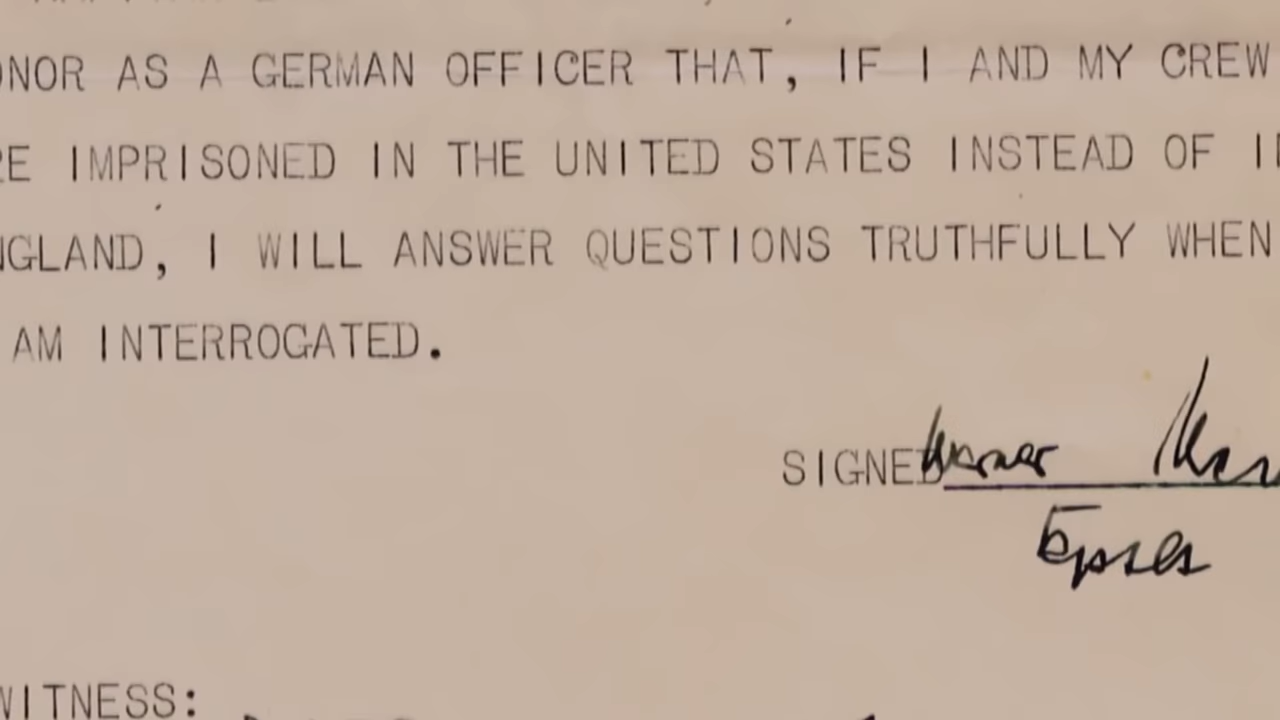 ONOR AS A GERMAN OFFICER THAT, IF I AND MY CREW
RE IMPRISONED IN THE UNITED STATES INSTEAD OF I
NGLAND, I WILL ANSWER QUESTIONS TRUTHFULLY WHEN
AM INTERROGATED.
SIGNED Werner
WITNESS: